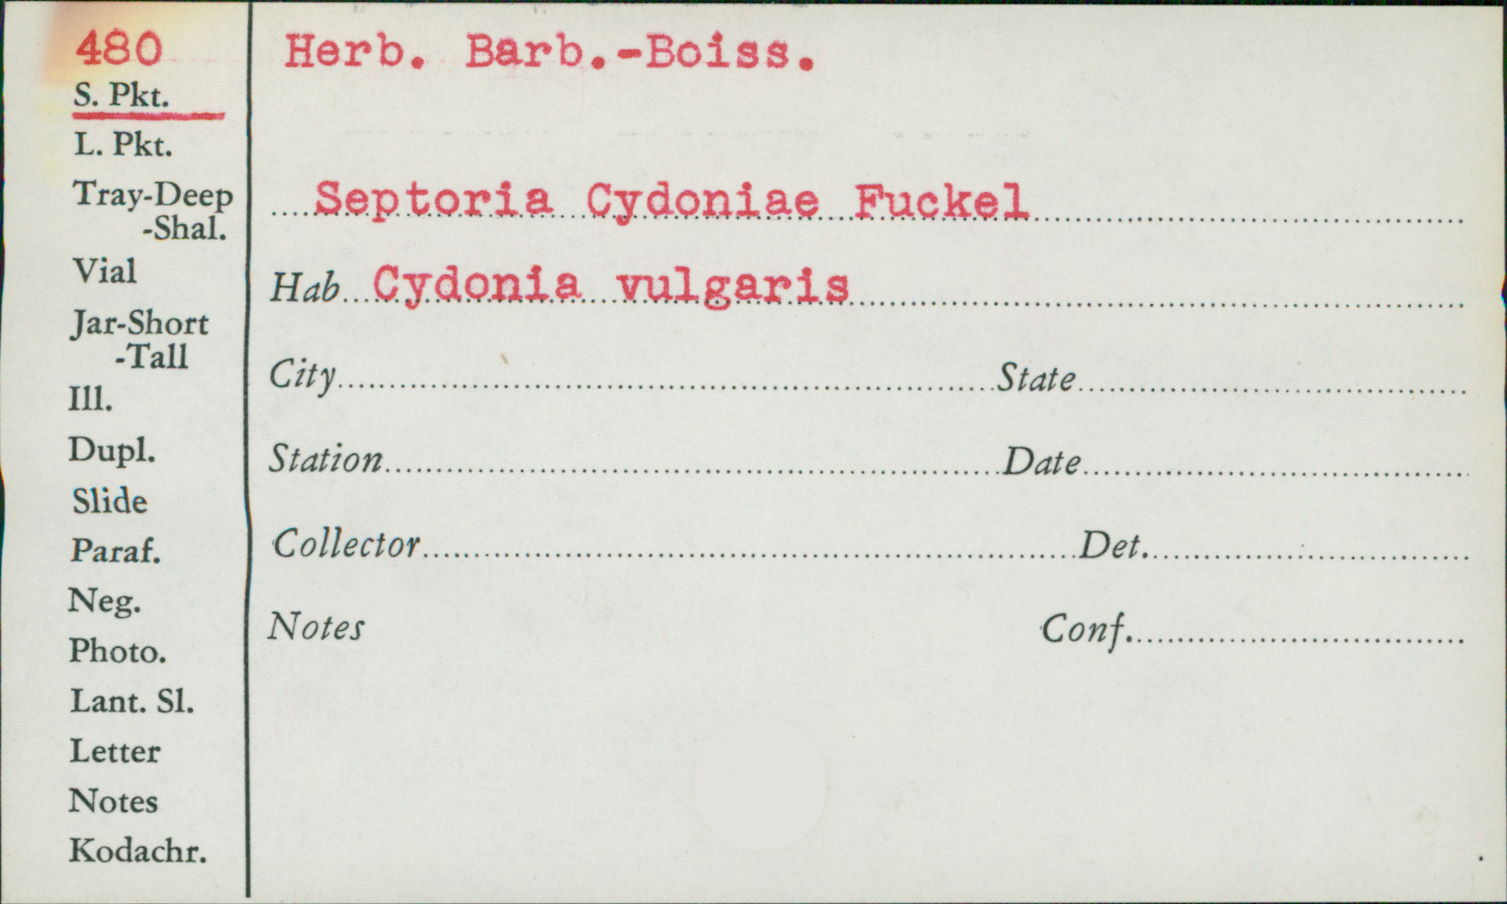 480
S. Pkt.
L. Pkt.
Tray-Deep
-Shal.
Vial
Jar-Short
-Tall
Ill.
Dupl.
Slide
Paraf.
Neg.
Photo.
Lant. Sl.
Letter
Notes
Kodachr.
Herb. Barb.-Boiss.
Septoria Cydoniae Fuckel
Hab Cydonia vulgaris
City State
Station Date
Collector Det.
Notes Conf.